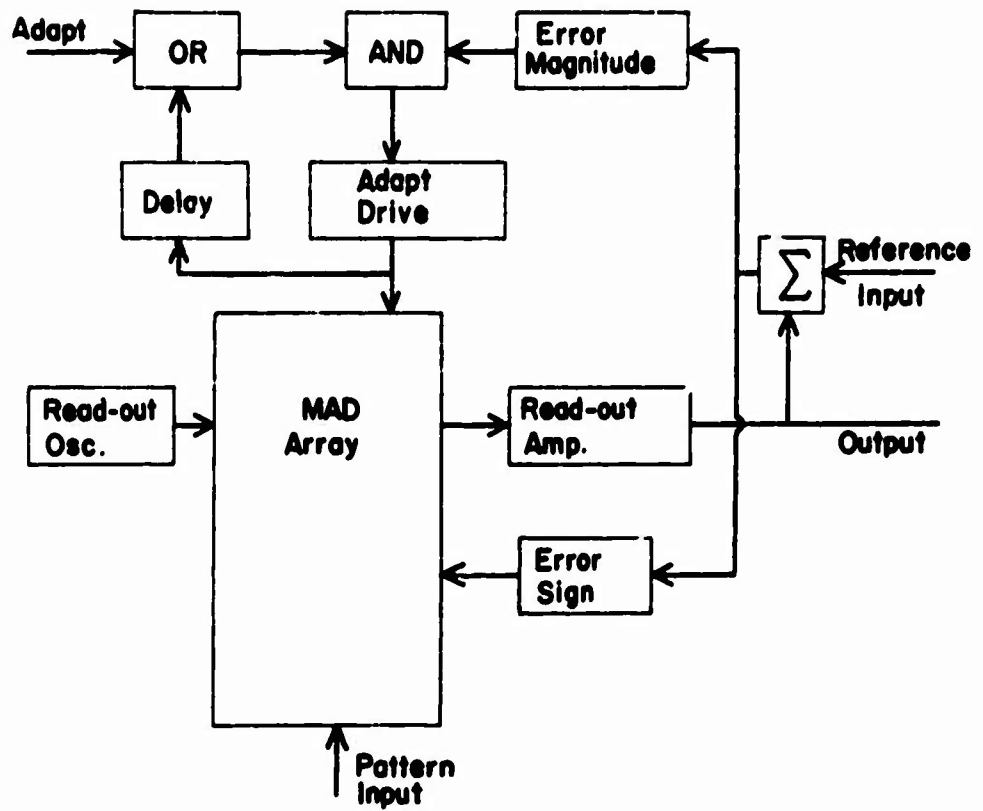 Adapt
OR
AND
Error
Magnitude
Delay
Adapt
Drive
Σ
Reference
Input
Read-out
Osc.
MAD
Array
Read-out
Amp.
Output
Error
Sign
Pattern
Input